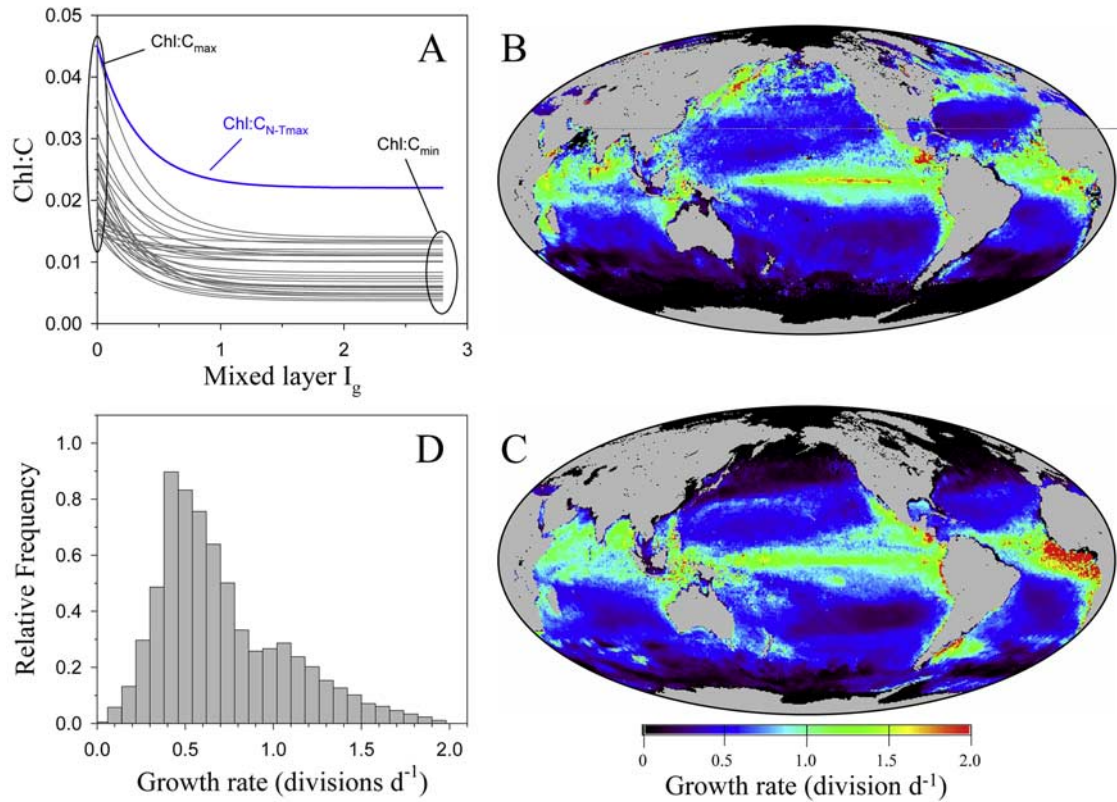 A
Chl:Cmax
Chl:CN-Tmax
Chl:Cmin
Chl:C
0.05
0.04
0.03
0.02
0.01
0.00
0 1 2 3
Mixed layer Ig
B
D
Relative Frequency
1.0
0.8
0.6
0.4
0.2
0.0
0.0 0.5 1.0 1.5 2.0
Growth rate (divisions d-1)
C
0 0.5 1.0 1.5 2.0
Growth rate (division d-1)